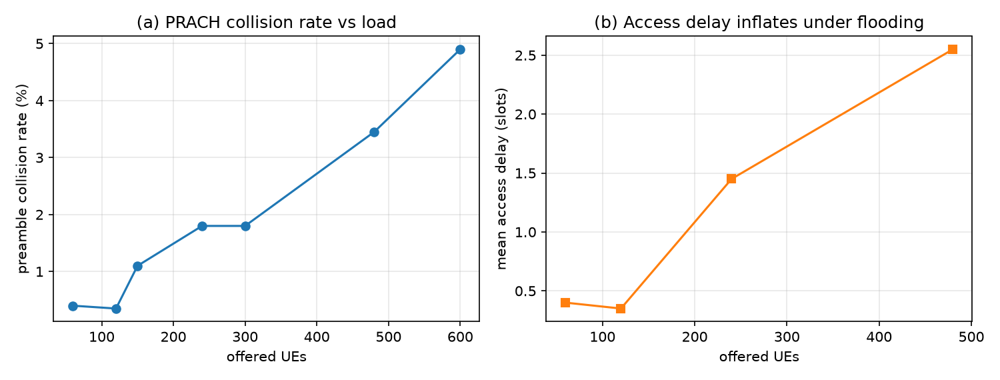 (a) PRACH collision rate vs load
preamble collision rate (%)
5
4
3
2
1
100 200 300 400 500 600
offered UEs
(b) Access delay inflates under flooding
mean access delay (slots)
2.5
2.0
1.5
1.0
0.5
100 200 300 400 500
offered UEs